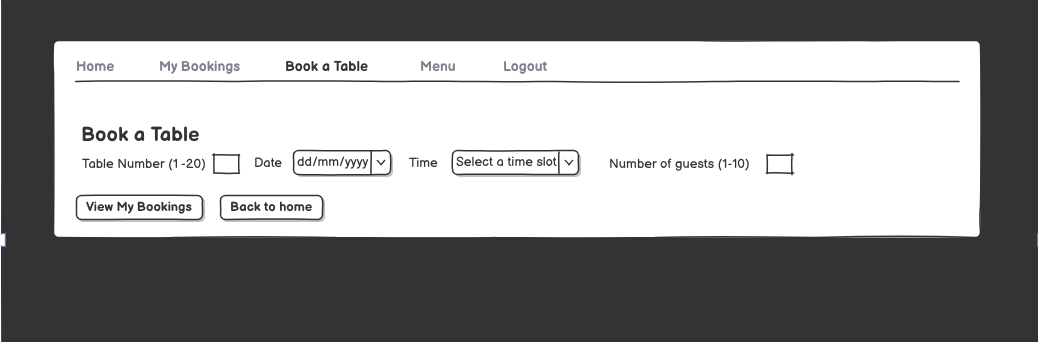 Home My Bookings Book a Table Menu Logout
Book a Table
Table Number (1-20) Date dd/mm/yyyy Time Select a time slot Number of guests (1-10)
View My Bookings Back to home